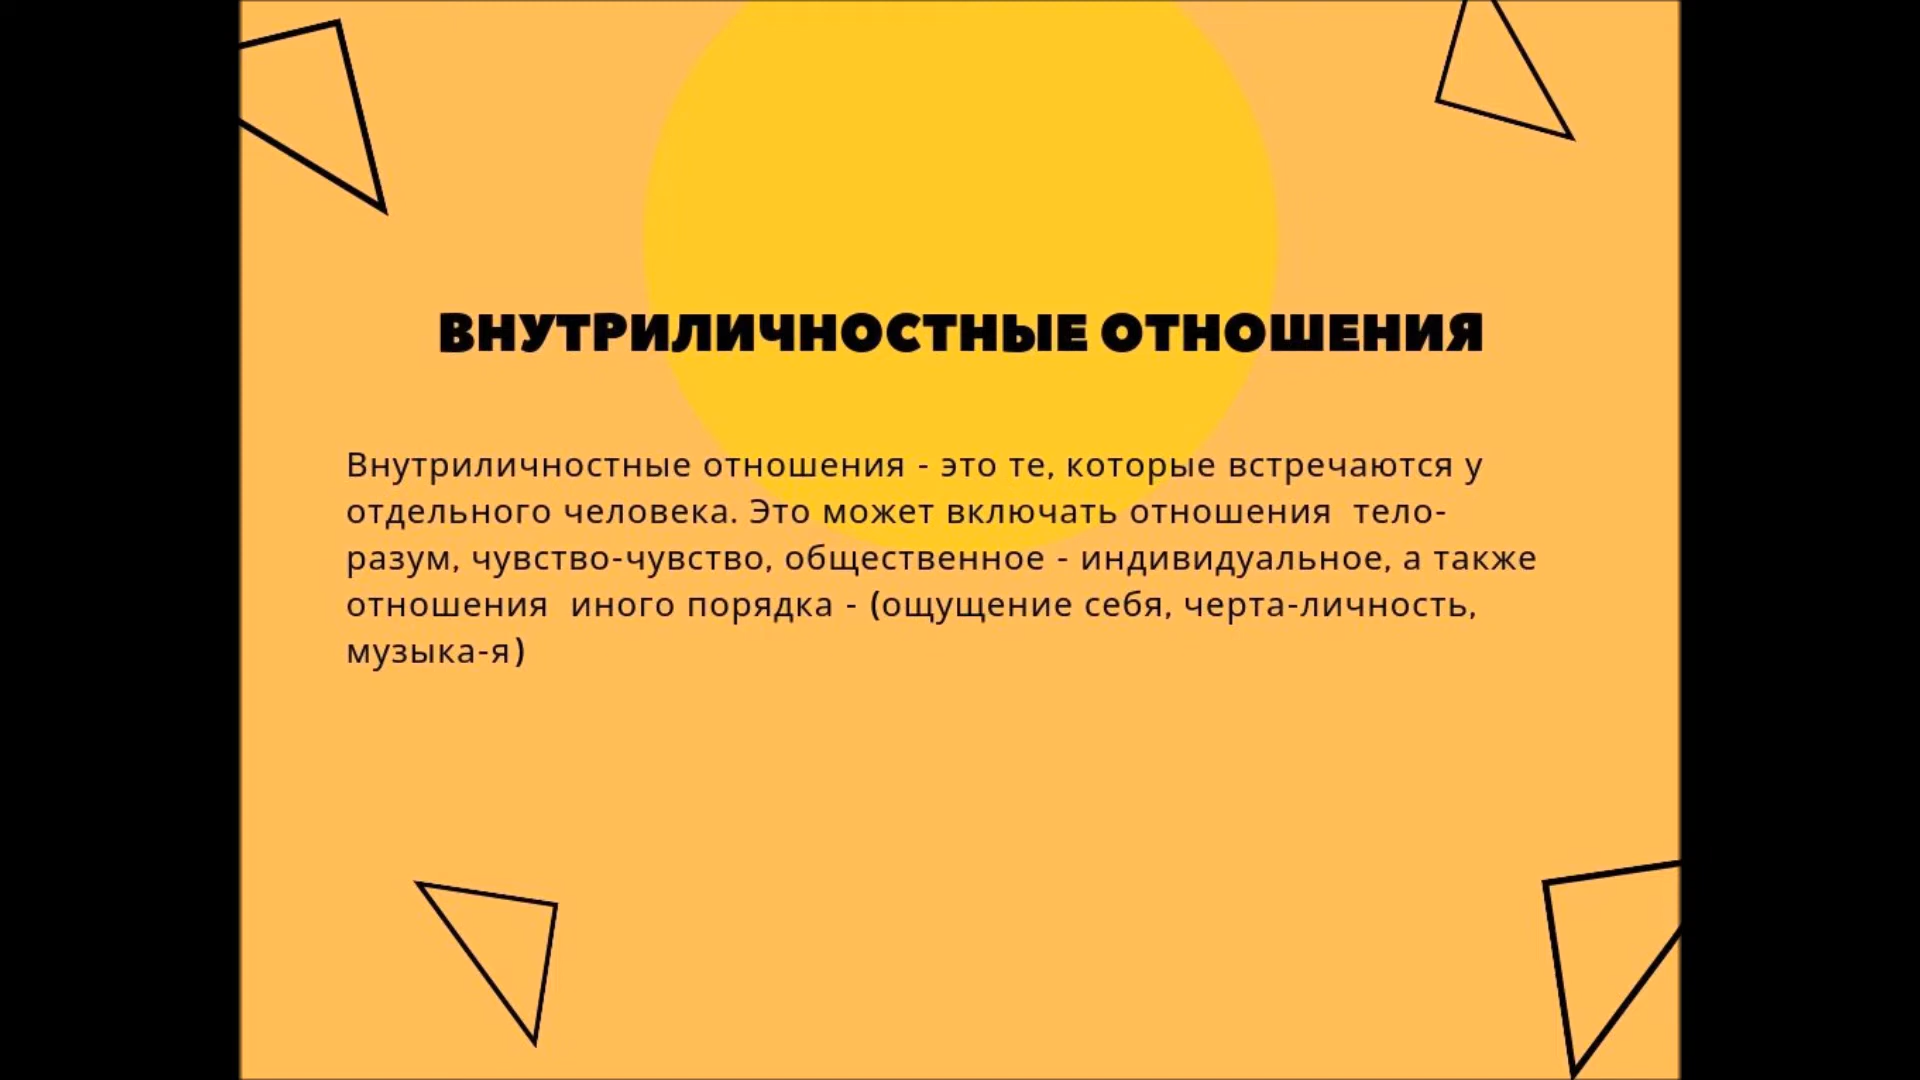 ВНУТРИЛИЧНОСТНЫЕ ОТНОШЕНИЯ
Внутриличностные отношения - это те, которые встречаются у
отдельного человека. Это может включать отношения  тело-
разум, чувство-чувство, общественное - индивидуальное, а также
отношения  иного порядка - (ощущение себя, черта-личность,
музыка-я)